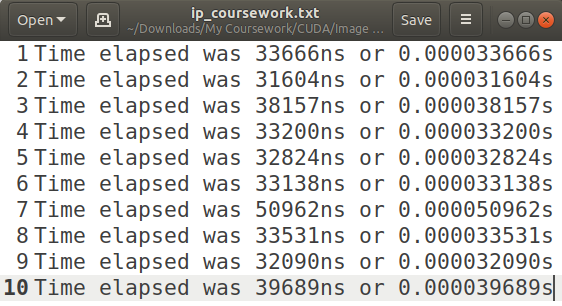 Open
ip_coursework.txt
~/Downloads/My Coursework/CUDA/Image ...
Save
1 Time elapsed was 33666ns or 0.000033666s
2 Time elapsed was 31604ns or 0.000031604s
3 Time elapsed was 38157ns or 0.000038157s
4 Time elapsed was 33200ns or 0.000033200s
5 Time elapsed was 32824ns or 0.000032824s
6 Time elapsed was 33138ns or 0.000033138s
7 Time elapsed was 50962ns or 0.000050962s
8 Time elapsed was 33531ns or 0.000033531s
9 Time elapsed was 32090ns or 0.000032090s
10 Time elapsed was 39689ns or 0.000039689s